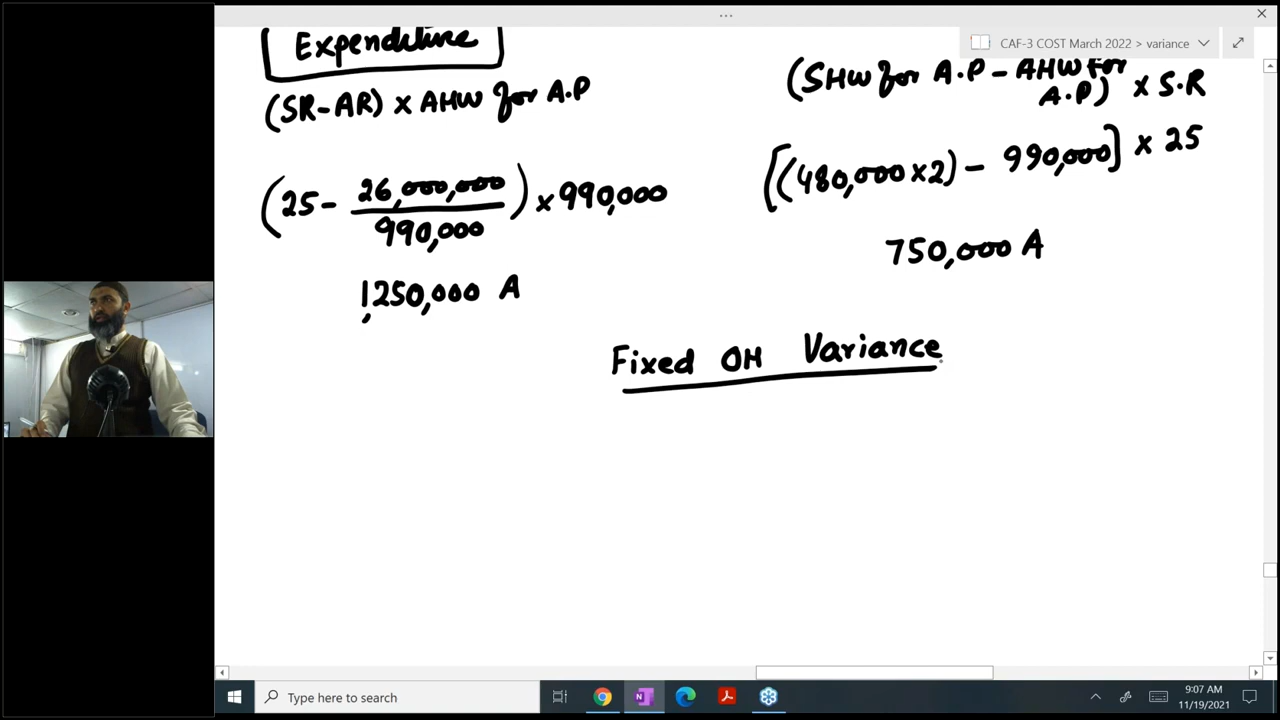 CAF-3 COST March 2022 > variance
Expenditure
(SR-AR) × AHW for A.P
(SHW for A.P - AHW for A.P) × S.R
(25 - 26,000,000 / 990,000) × 990,000
[(480,000×2) - 990,000] × 25
1,250,000 A
750,000 A
Fixed OH Variance
Type here to search
9:07 AM
11/19/2021